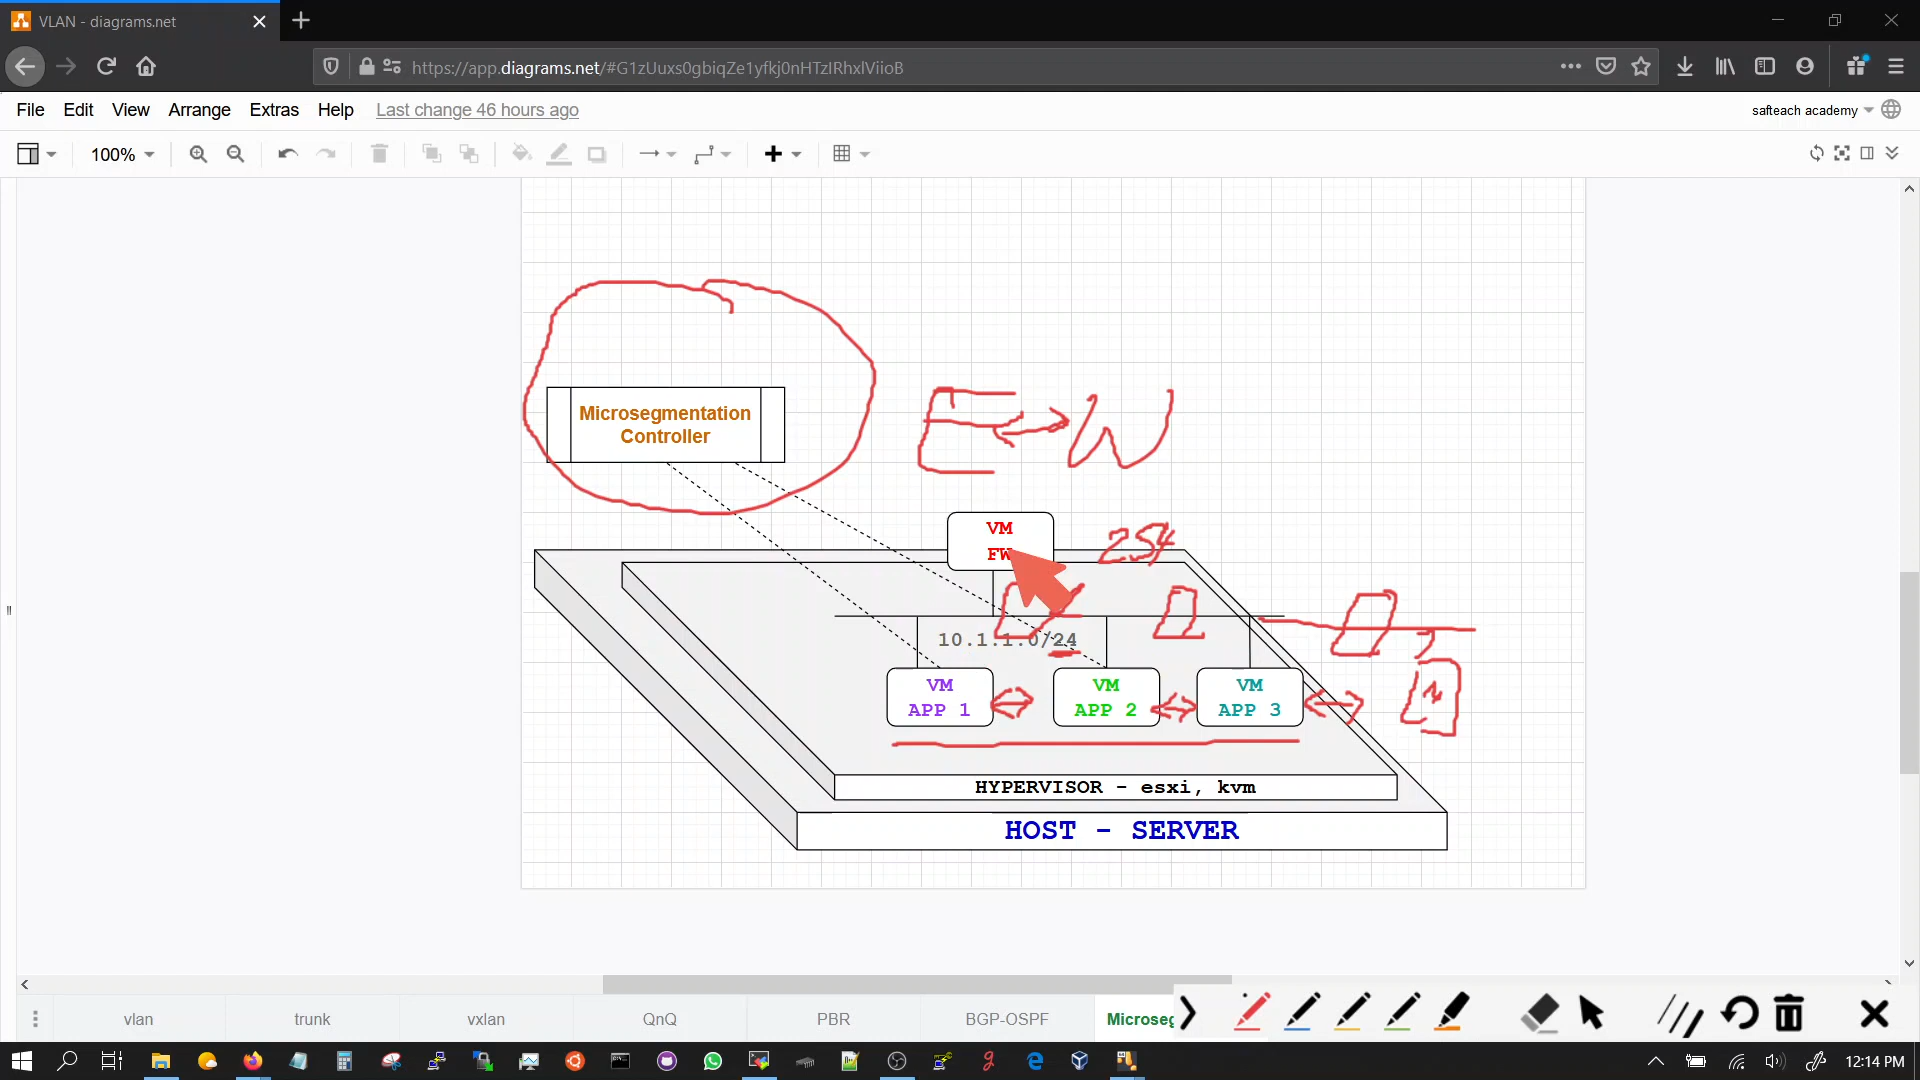 VLAN - diagrams.net
https://app.diagrams.net/#G1zUuxs0gbiqZe1yfkj0nHTzIRhxlViioB
File Edit View Arrange Extras Help Last change 46 hours ago
safteach academy
100%
Microsegmentation
Controller
E W
VM
FW
254
10.1.1.0/24
VM
APP 1
VM
APP 2
VM
APP 3
N
HYPERVISOR - esxi, kvm
HOST - SERVER
vlan trunk vxlan QnQ PBR BGP-OSPF Microseg
12:14 PM